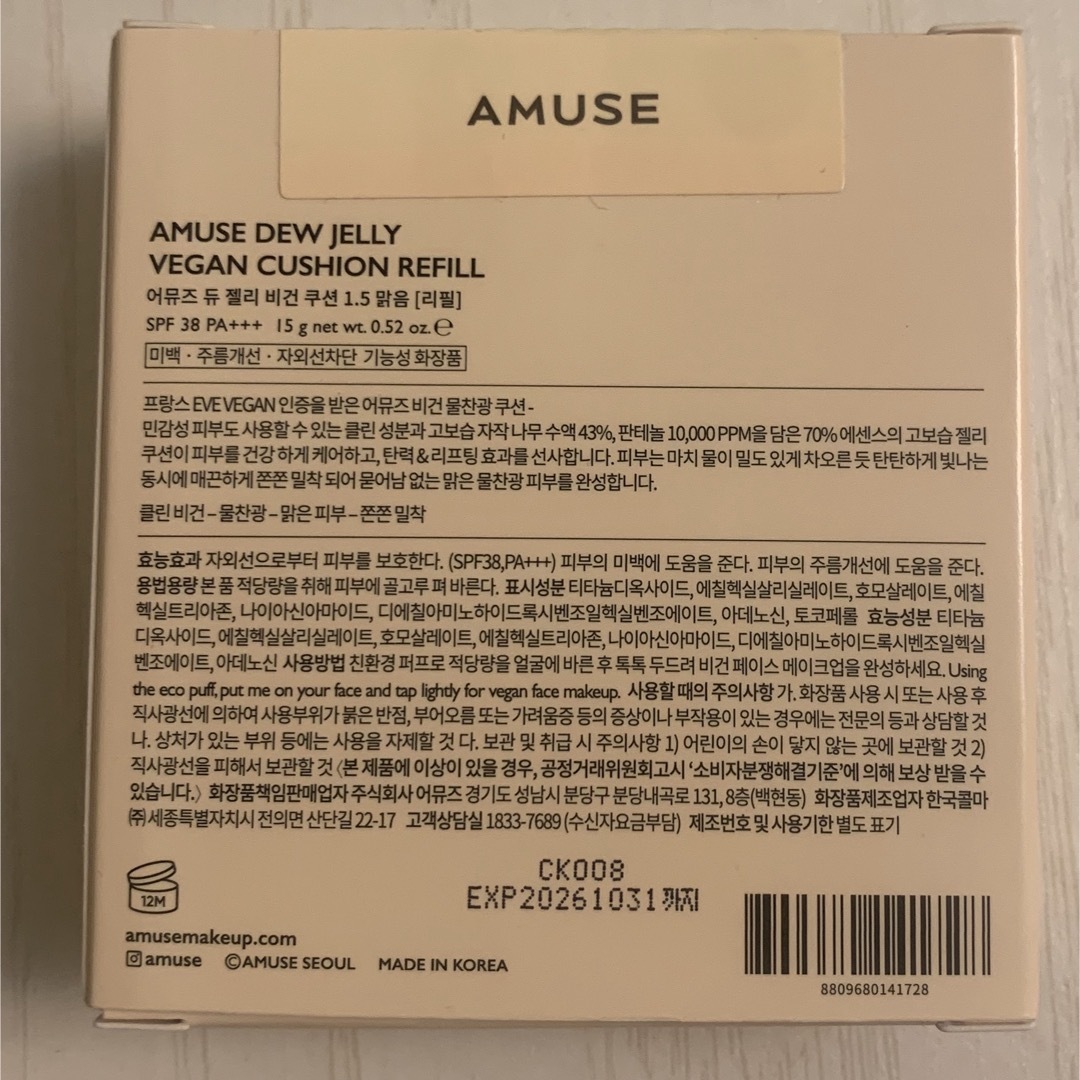 AMUSE
AMUSE DEW JELLY
VEGAN CUSHION REFILL
어뮤즈 듀 젤리 비건 쿠션 1.5 맑음 [리필]
SPF 38 PA+++ 15 g net wt. 0.52 oz. ℮
미백 · 주름개선 · 자외선차단 기능성 화장품
프랑스 EVE VEGAN 인증을 받은 어뮤즈 비건 물찬광 쿠션 -
민감성 피부도 사용할 수 있는 클린 성분과 고보습 자작 나무 수액 43%, 판테놀 10,000 PPM을 담은 70% 에센스의 고보습 젤리
쿠션이 피부를 건강 하게 케어하고, 탄력 & 리프팅 효과를 선사합니다. 피부는 마치 물이 밀도 있게 차오른 듯 탄탄하게 빛나는
동시에 매끈하게 쫀쫀 밀착 되어 묻어남 없는 맑은 물찬광 피부를 완성합니다.
클린 비건 – 물찬광 – 맑은 피부 – 쫀쫀 밀착
효능효과 자외선으로부터 피부를 보호한다. (SPF38,PA+++) 피부의 미백에 도움을 준다. 피부의 주름개선에 도움을 준다.
용법용량 본 품 적당량을 취해 피부에 골고루 펴 바른다. 표시성분 티타늄디옥사이드, 에칠헥실살리실레이트, 호모살레이트, 에칠
헥실트리아존, 나이아신아마이드, 디에칠아미노하이드록시벤조일헥실벤조에이트, 아데노신, 토코페롤 효능성분 티타늄
디옥사이드, 에칠헥실살리실레이트, 호모살레이트, 에칠헥실트리아존, 나이아신아마이드, 디에칠아미노하이드록시벤조일헥실
벤조에이트, 아데노신 사용방법 친환경 퍼프로 적당량을 얼굴에 바른 후 톡톡 두드려 비건 페이스 메이크업을 완성하세요. Using
the eco puff, put me on your face and tap lightly for vegan face makeup. 사용할 때의 주의사항 가. 화장품 사용 시 또는 사용 후
직사광선에 의하여 사용부위가 붉은 반점, 부어오름 또는 가려움증 등의 증상이나 부작용이 있는 경우에는 전문의 등과 상담할 것
나. 상처가 있는 부위 등에는 사용을 자제할 것 다. 보관 및 취급 시 주의사항 1) 어린이의 손이 닿지 않는 곳에 보관할 것 2)
직사광선을 피해서 보관할 것 〈본 제품에 이상이 있을 경우, 공정거래위원회고시 ‘소비자분쟁해결기준’에 의해 보상 받을 수
있습니다.〉 화장품책임판매업자 주식회사 어뮤즈 경기도 성남시 분당구 분당내곡로 131, 8층(백현동) 화장품제조업자 한국콜마
㈜ 세종특별자치시 전의면 산단길 22-17 고객상담실 1833-7689 (수신자요금부담) 제조번호 및 사용기한 별도 표기
12M
CK008
EXP20261031까지
amusemakeup.com
amuse ©AMUSE SEOUL MADE IN KOREA
8809680141728